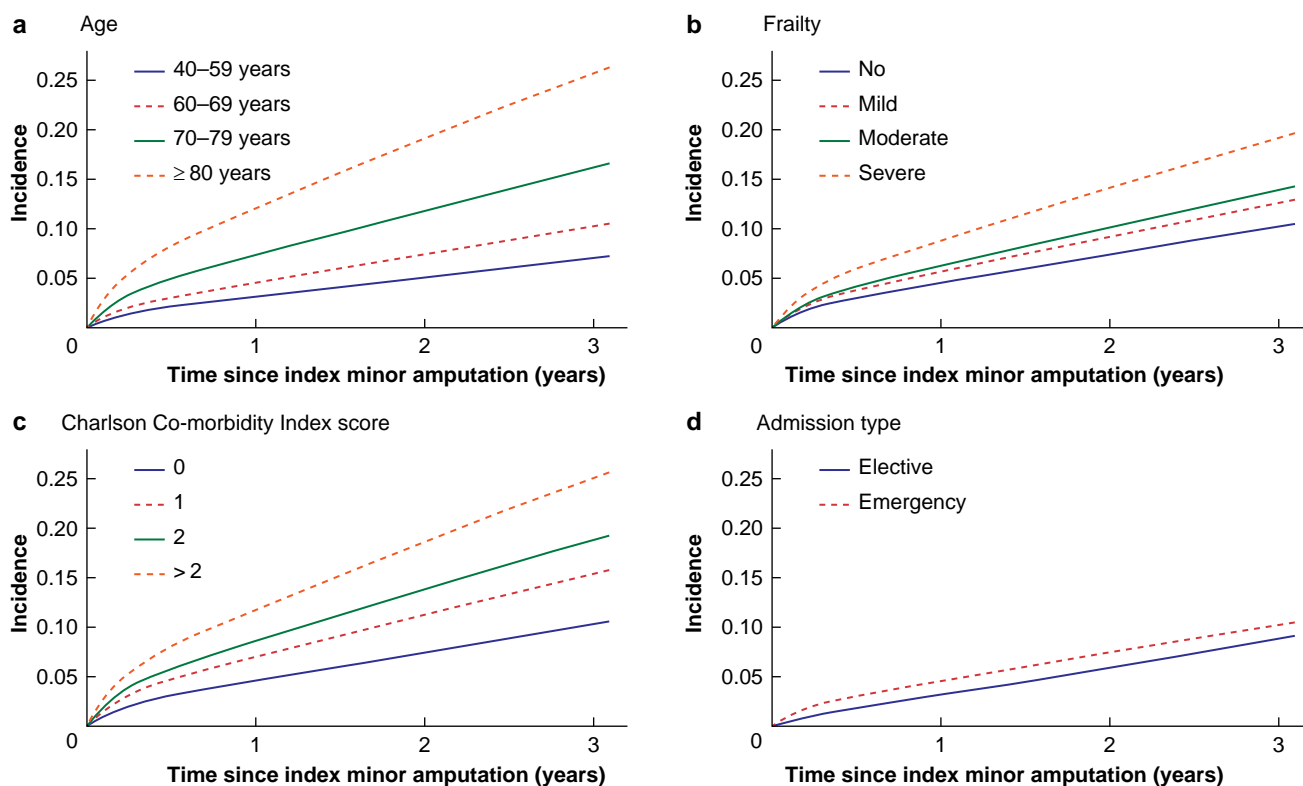 a Age
Incidence
0.25
0.20
0.15
0.10
0.05
0
1
2
3
40–59 years
60–69 years
70–79 years
≥ 80 years
Time since index minor amputation (years)
b Frailty
Incidence
0.25
0.20
0.15
0.10
0.05
0
1
2
3
No
Mild
Moderate
Severe
Time since index minor amputation (years)
c Charlson Co-morbidity Index score
Incidence
0.25
0.20
0.15
0.10
0.05
0
1
2
3
0
1
2
> 2
Time since index minor amputation (years)
d Admission type
Incidence
0.25
0.20
0.15
0.10
0.05
0
1
2
3
Elective
Emergency
Time since index minor amputation (years)